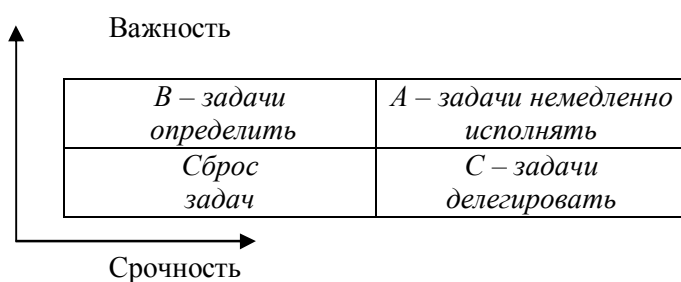 Важность
В – задачи
определить
А – задачи немедленно
исполнять
Сброс
задач
С – задачи
делегировать
Срочность